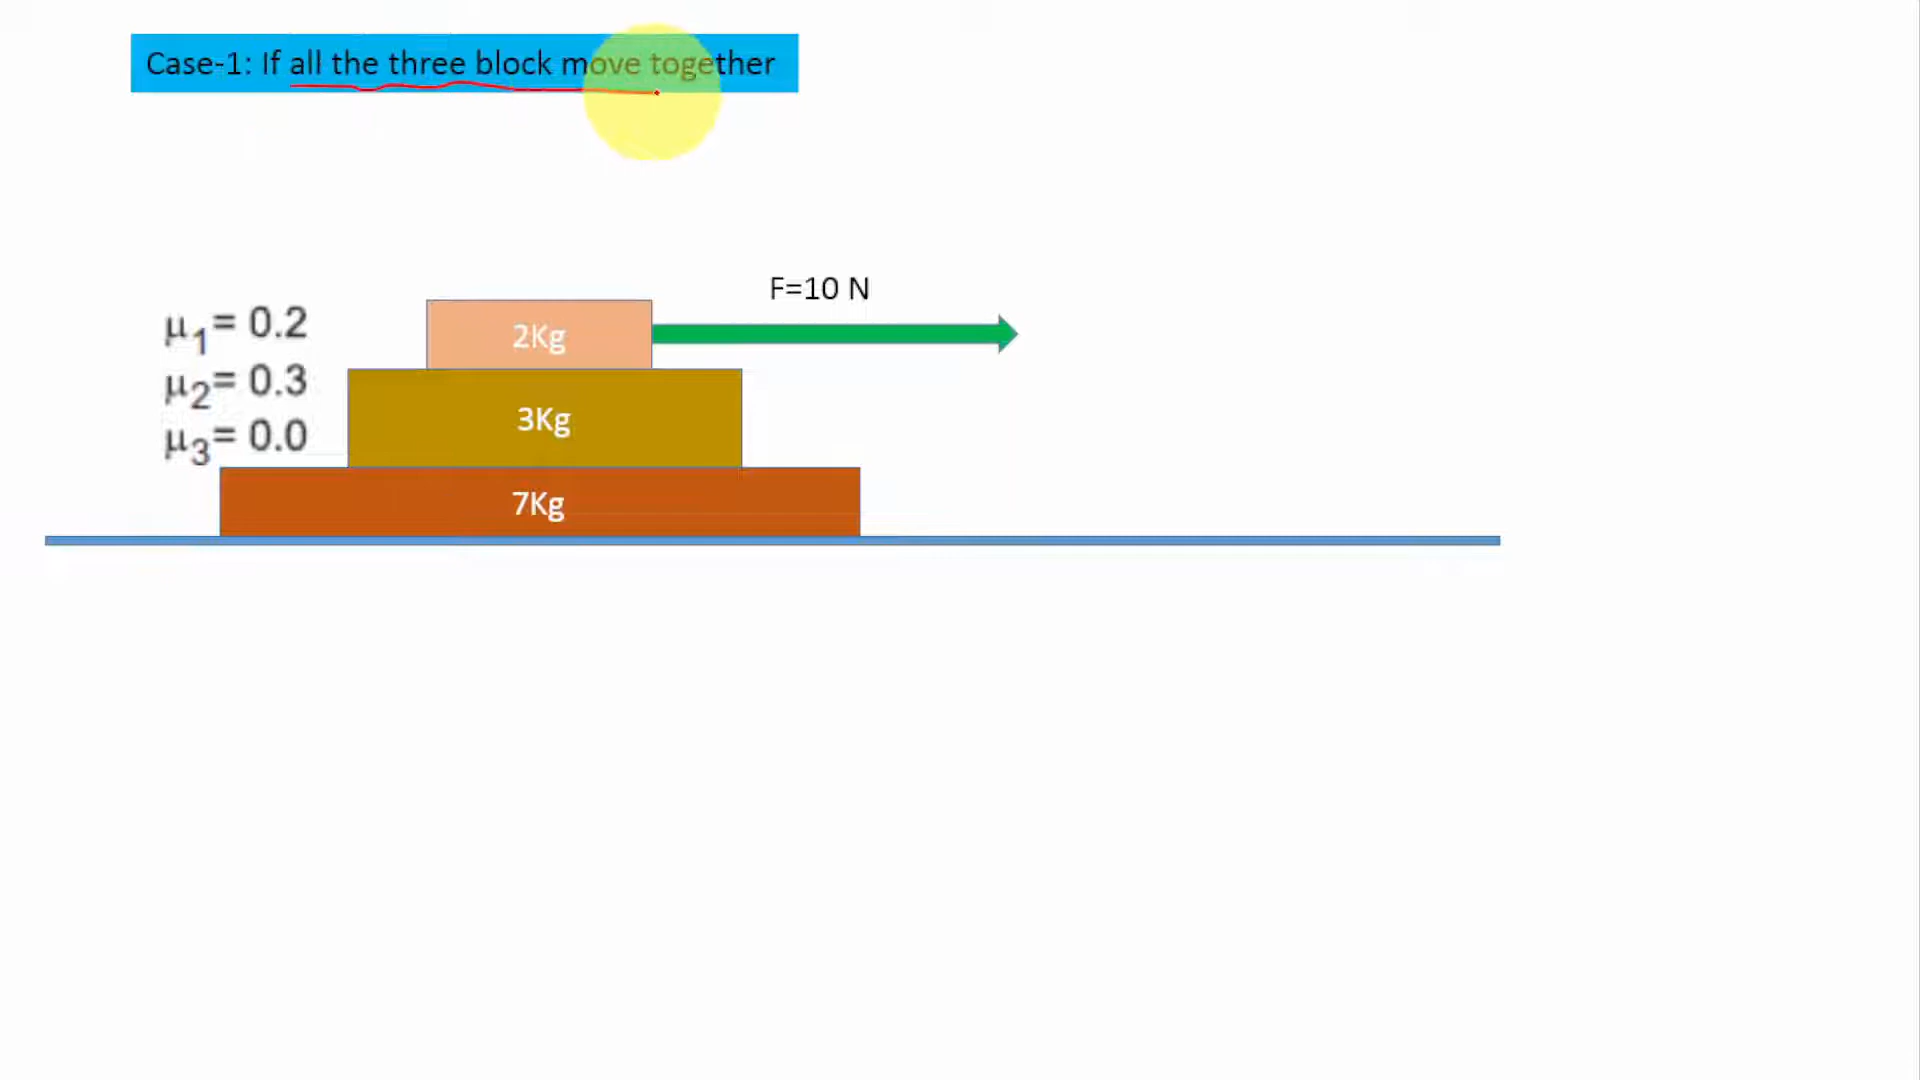 Case-1: If all the three block move together
F=10 N
μ1= 0.2
2Kg
μ2= 0.3
3Kg
μ3= 0.0
7Kg